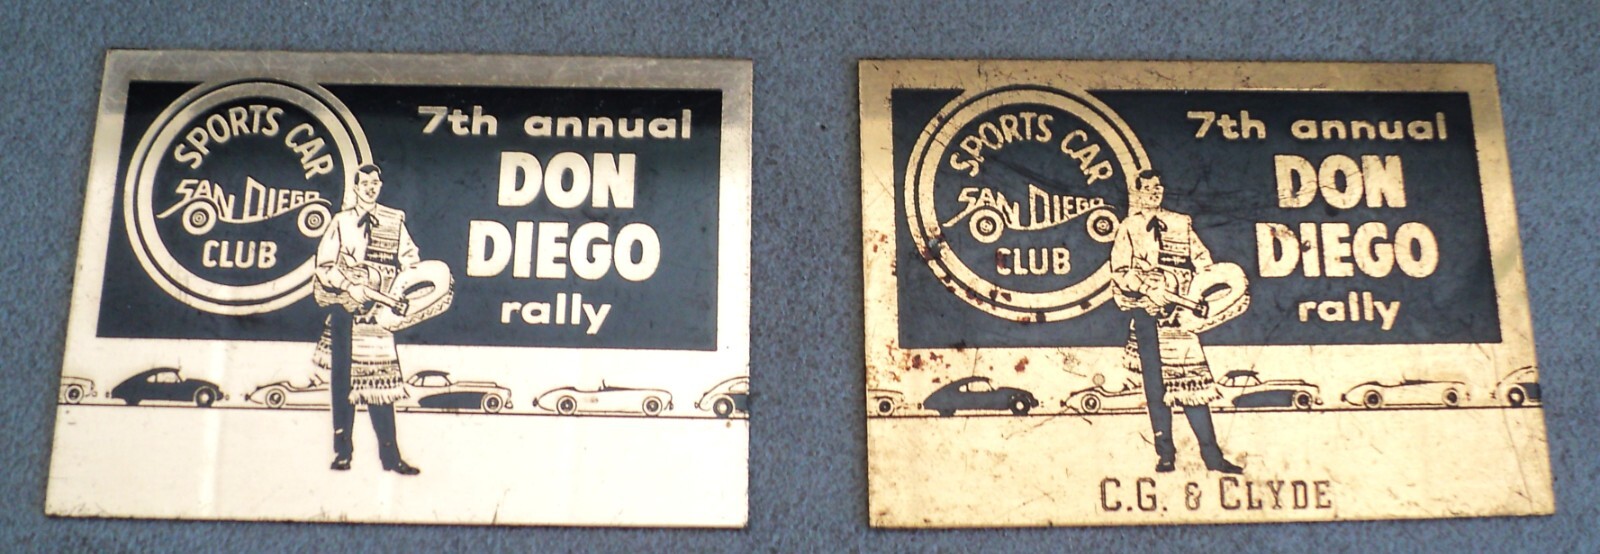 SPORTS CAR
SAN DIEGO
CLUB
7th annual
DON
DIEGO
rally
SPORTS CAR
SAN DIEGO
CLUB
7th annual
DON
DIEGO
rally
C.G. & CLYDE